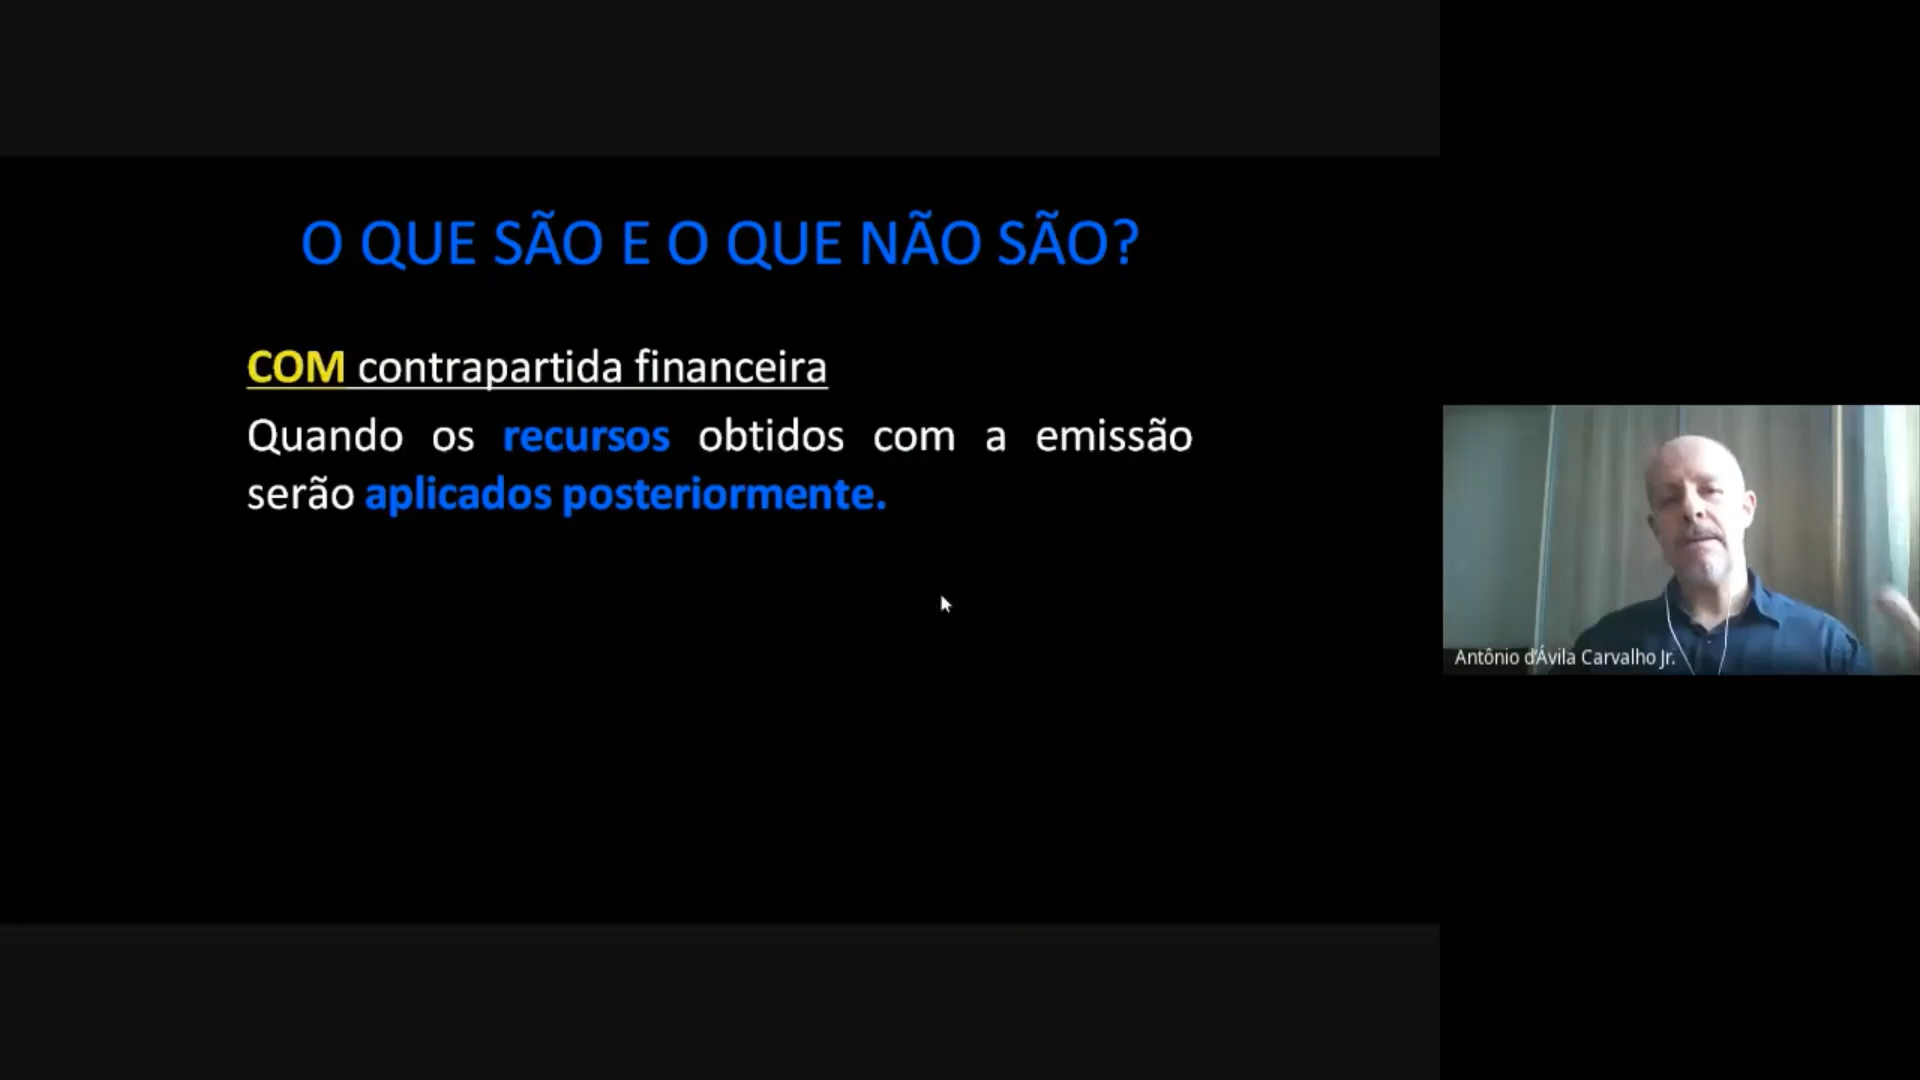 O QUE SÃO E O QUE NÃO SÃO?
COM contrapartida financeira
Quando os recursos obtidos com a emissão
serão aplicados posteriormente.
Antônio d'Ávila Carvalho Jr.